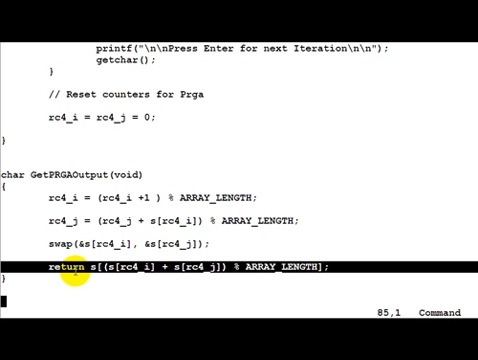 printf("\n\nPress Enter for next Iteration\n\n");
getchar();
}
// Reset counters for Prga
rc4_i = rc4_j = 0;
}
char GetPRGAOutput(void)
{
rc4_i = (rc4_i +1 ) % ARRAY_LENGTH;
rc4_j = (rc4_j + s[rc4_i]) % ARRAY_LENGTH;
swap(&s[rc4_i], &s[rc4_j]);
return s[(s[rc4_i] + s[rc4_j]) % ARRAY_LENGTH];
}
85,1 Command